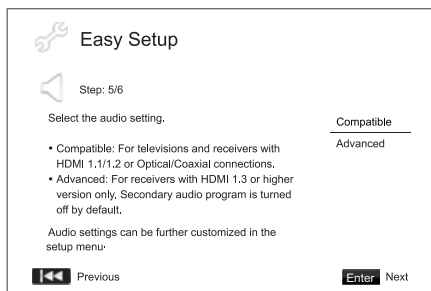 Easy Setup
Step: 5/6
Select the audio setting.
• Compatible: For televisions and receivers with
HDMI 1.1/1.2 or Optical/Coaxial connections.
• Advanced: For receivers with HDMI 1.3 or higher
version only, Secondary audio program is turned
off by default.
Audio settings can be further customized in the
setup menu.
Compatible
Advanced
Previous
Enter Next